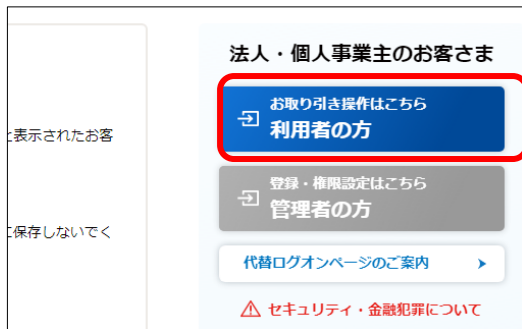 法人・個人事業主のお客さま
お取り引き操作はこちら
利用者の方
と表示されたお客
登録・権限設定はこちら
管理者の方
に保存しないでく
代替ログオンページのご案内
セキュリティ・金融犯罪について